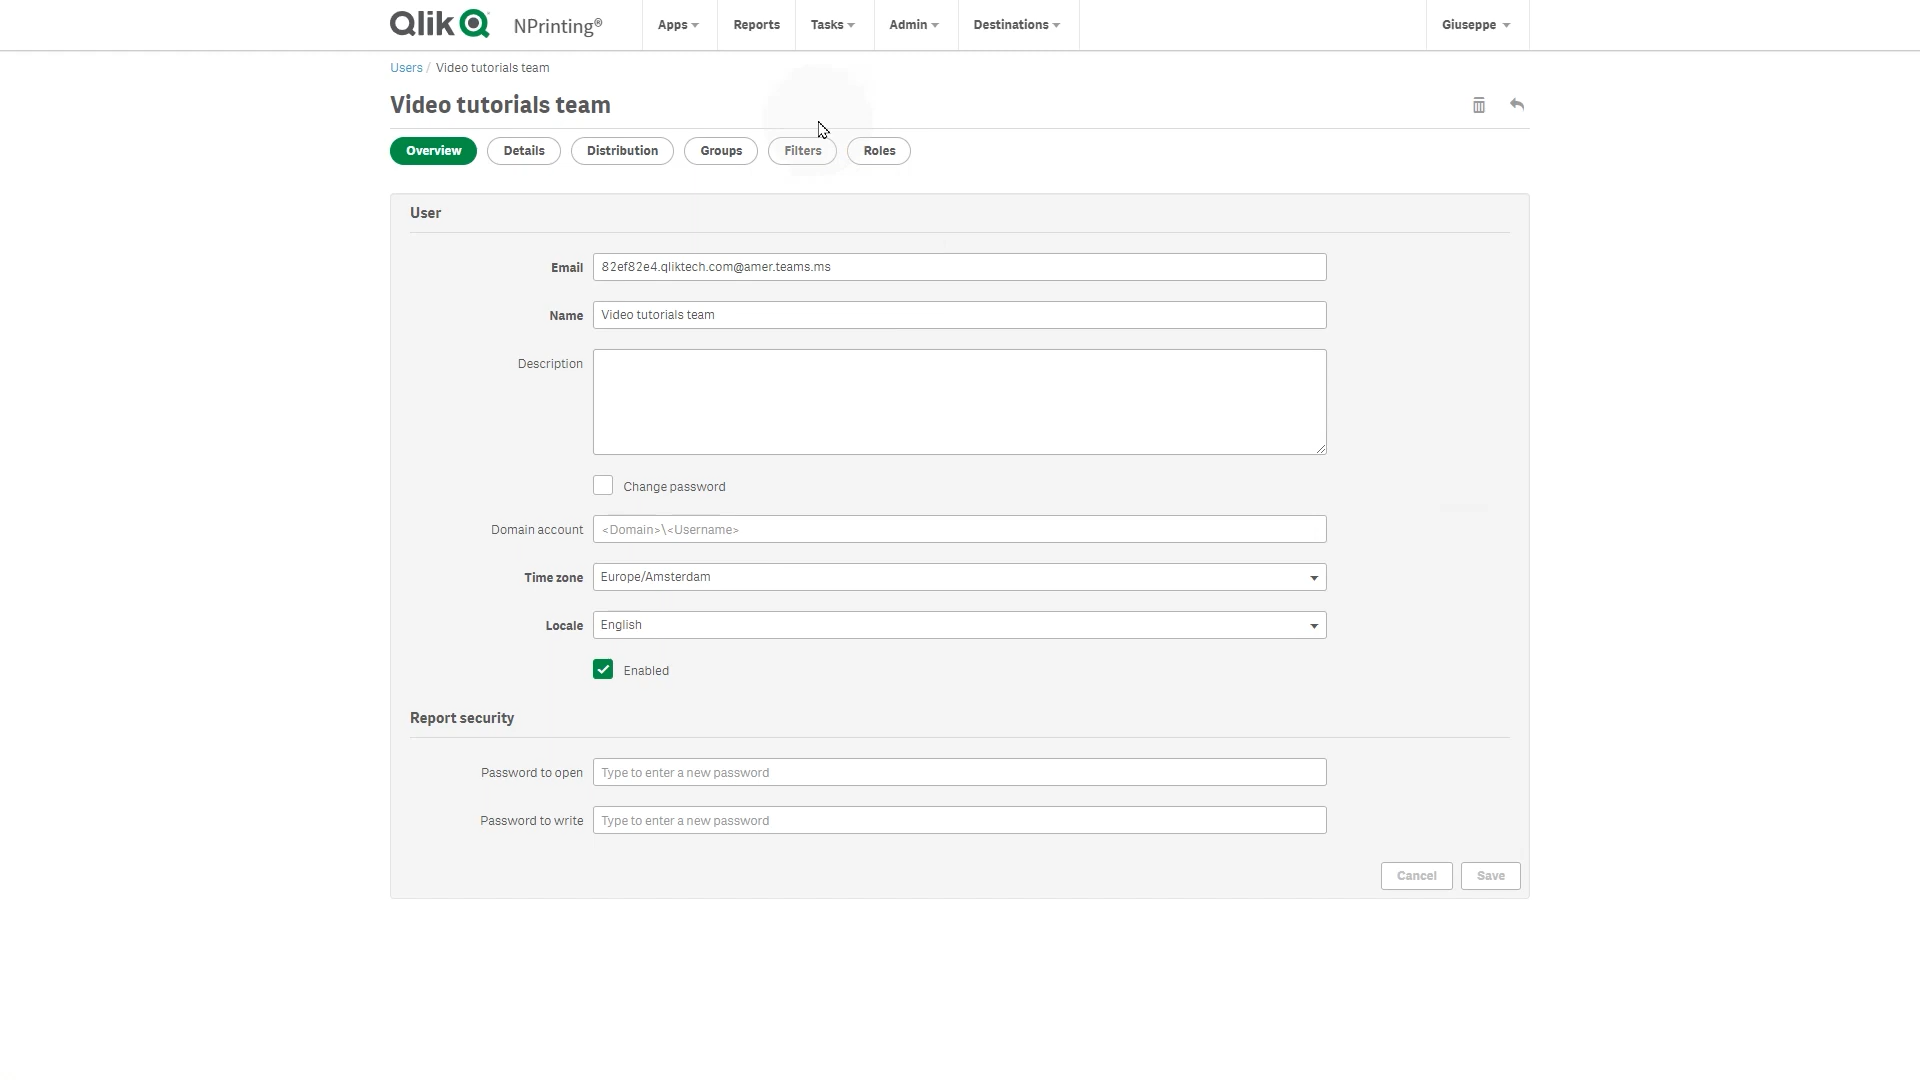 Qlik NPrinting® Apps Reports Tasks Admin Destinations Giuseppe
Users / Video tutorials team
Video tutorials team
Overview Details Distribution Groups Filters Roles
User
Email 82ef82e4.qliktech.com@amer.teams.ms
Name Video tutorials team
Description
Change password
Domain account <Domain>\<Username>
Time zone Europe/Amsterdam
Locale English
Enabled
Report security
Password to open Type to enter a new password
Password to write Type to enter a new password
Cancel Save